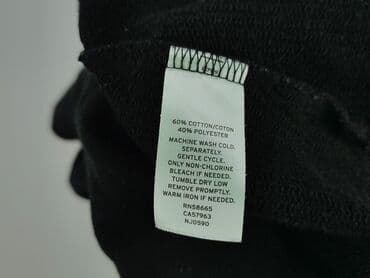 60% COTTON/COTON
40% POLYESTER
MACHINE WASH COLD.
SEPARATELY.
GENTLE CYCLE.
ONLY NON-CHLORINE
BLEACH IF NEEDED.
TUMBLE DRY LOW
REMOVE PROMPTLY.
WARM IRON IF NEEDED.
RN58665
CA57963
NJ0590